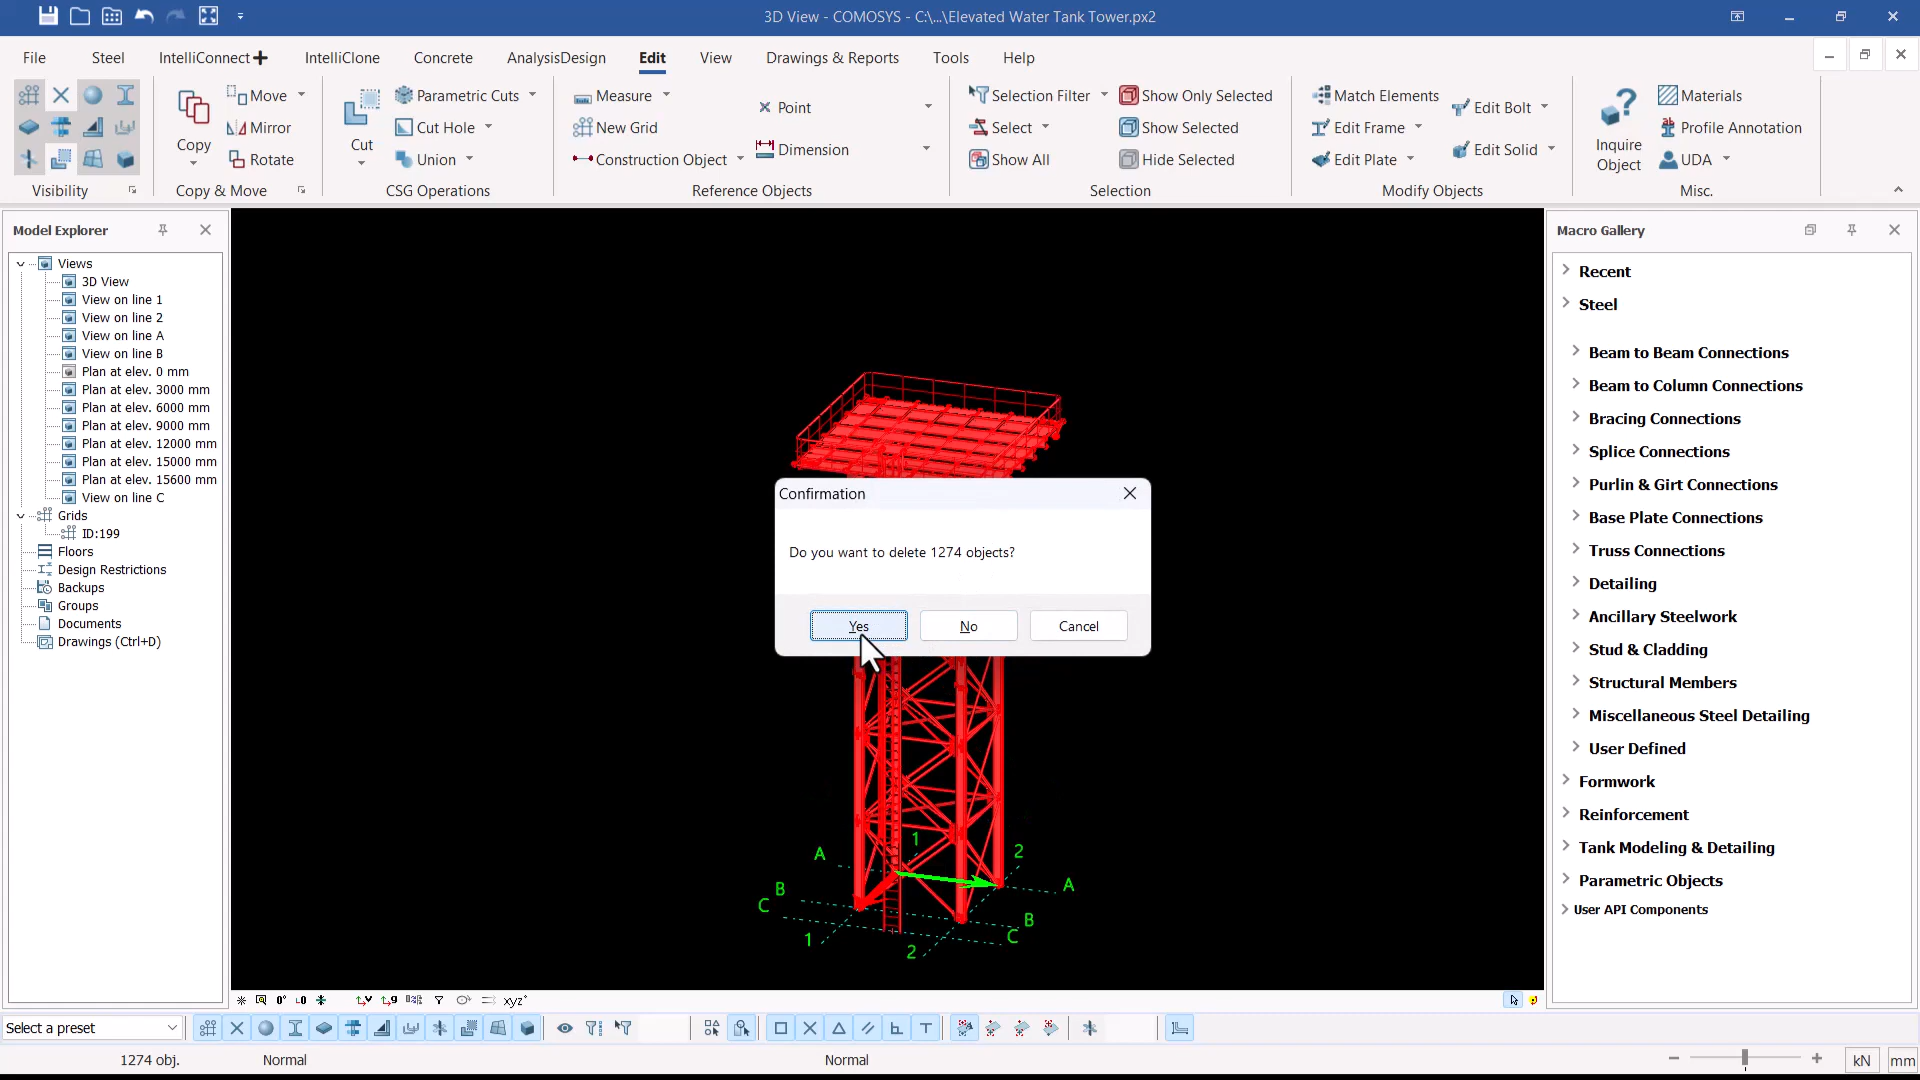 3D View - COMOSYS - C:\...\Elevated Water Tank Tower.px2
File
Steel
IntelliConnect
IntelliClone
Concrete
AnalysisDesign
Edit
View
Drawings & Reports
Tools
Help
Visibility
Copy
Move
Mirror
Rotate
Copy & Move
Cut
Parametric Cuts
Cut Hole
Union
CSG Operations
Measure
New Grid
Construction Object
Point
Dimension
Reference Objects
Selection Filter
Select
Show All
Show Only Selected
Show Selected
Hide Selected
Selection
Match Elements
Edit Frame
Edit Plate
Edit Bolt
Edit Solid
Modify Objects
Inquire
Object
Materials
Profile Annotation
UDA
Misc.
Model Explorer
Views
3D View
View on line 1
View on line 2
View on line A
View on line B
Plan at elev. 0 mm
Plan at elev. 3000 mm
Plan at elev. 6000 mm
Plan at elev. 9000 mm
Plan at elev. 12000 mm
Plan at elev. 15000 mm
Plan at elev. 15600 mm
View on line C
Grids
ID:199
Floors
Design Restrictions
Backups
Groups
Documents
Drawings (Ctrl+D)
Confirmation
Do you want to delete 1274 objects?
Yes
No
Cancel
A
1
2
A
B
C
B
C
1
2
Macro Gallery
Recent
Steel
Beam to Beam Connections
Beam to Column Connections
Bracing Connections
Splice Connections
Purlin & Girt Connections
Base Plate Connections
Truss Connections
Detailing
Ancillary Steelwork
Stud & Cladding
Structural Members
Miscellaneous Steel Detailing
User Defined
Formwork
Reinforcement
Tank Modeling & Detailing
Parametric Objects
User API Components
xyz
Select a preset
1274 obj.
Normal
Normal
kN
mm